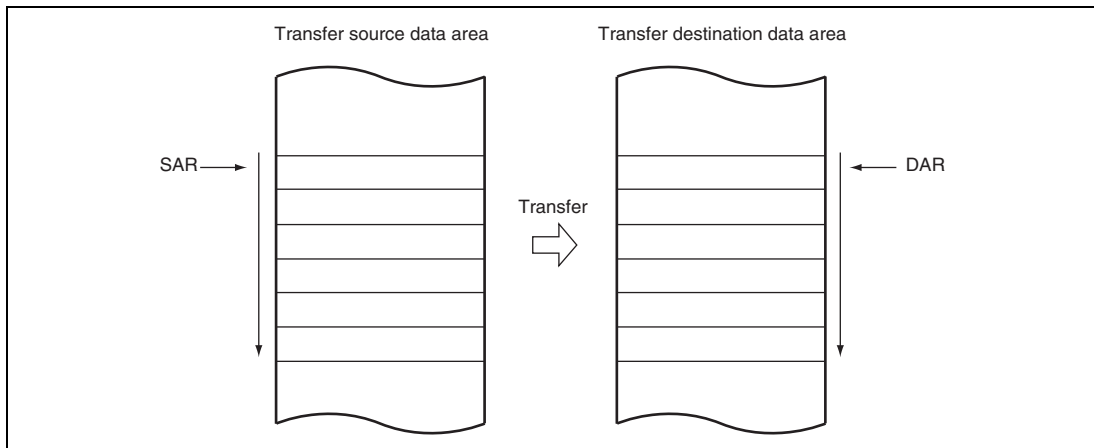 Transfer source data area
Transfer destination data area
SAR
DAR
Transfer